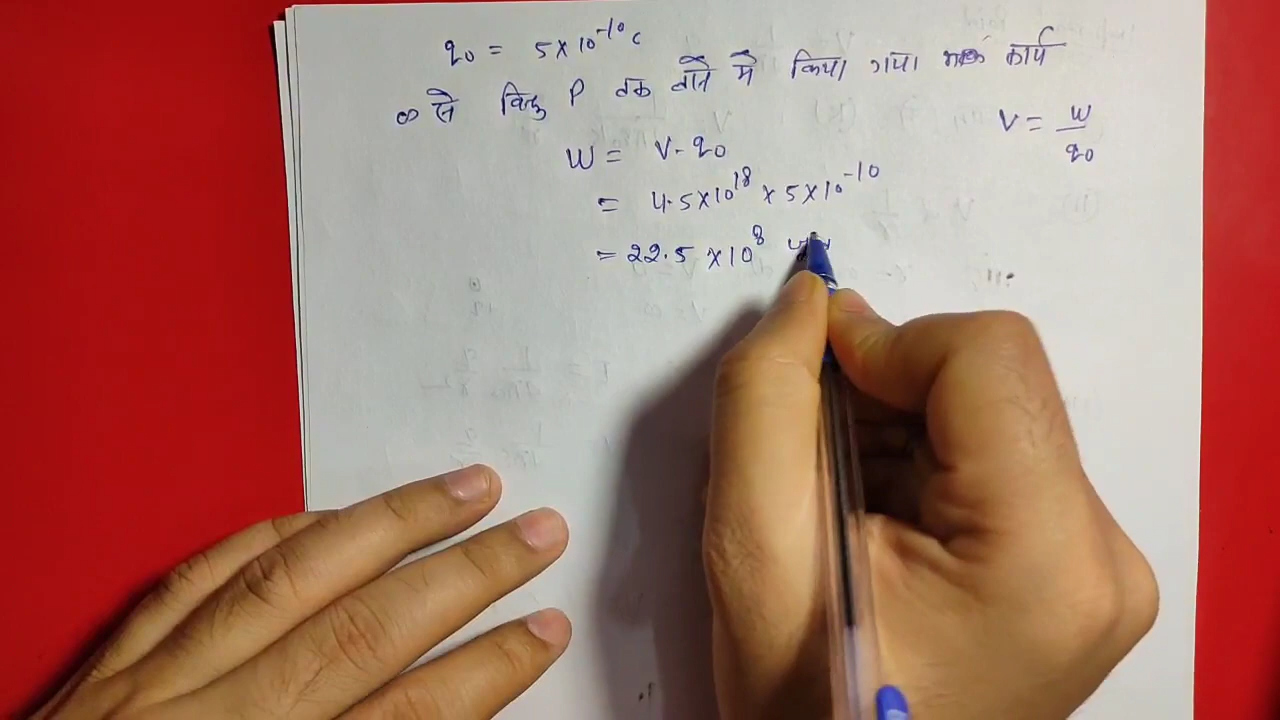 q₀ = 5×10⁻¹⁰ c
∞ से बिन्दु P तक लाने मे किया गया कार्य
V = W/q₀
W = V·q₀
= 4.5×10¹⁸ × 5×10⁻¹⁰
= 22.5 ×10⁸